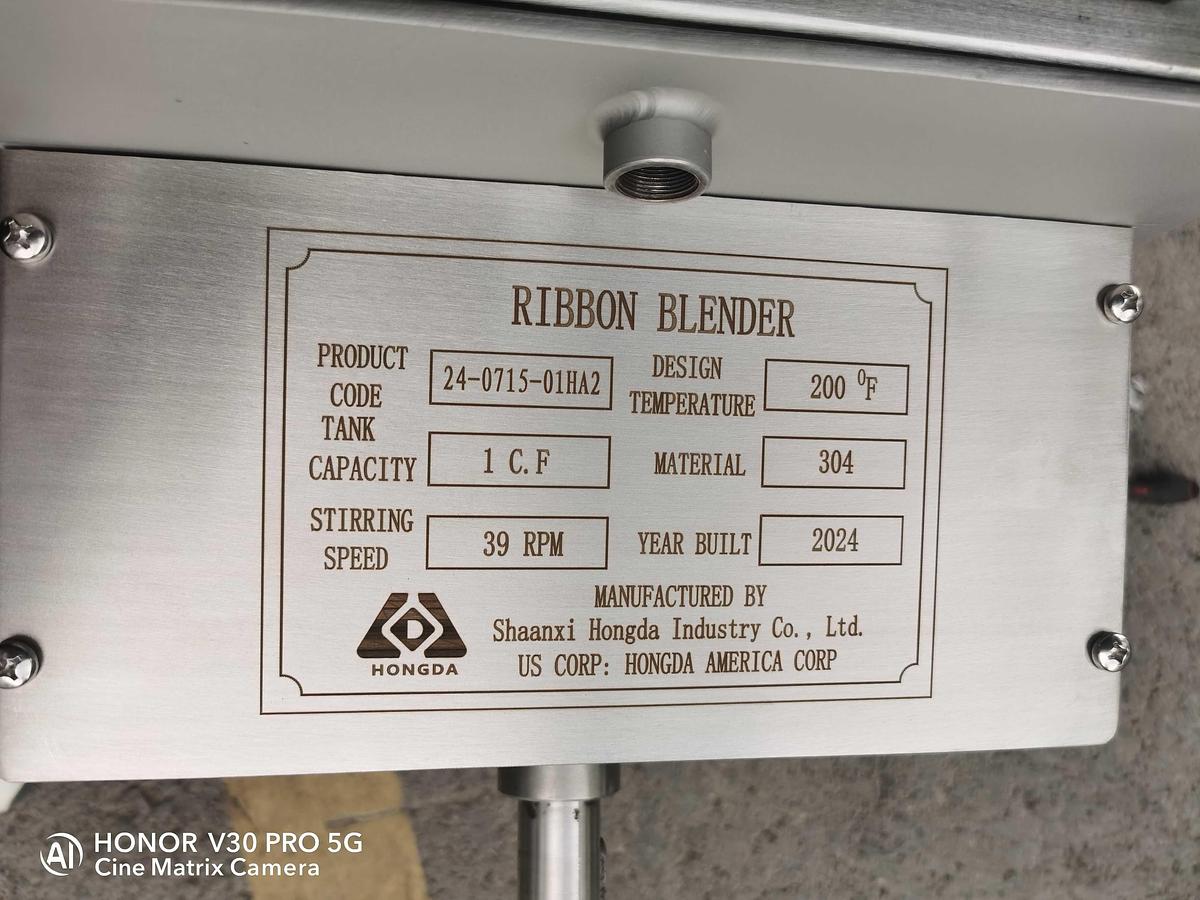 RIBBON BLENDER
PRODUCT CODE 24-0715-01HA2 DESIGN TEMPERATURE 200 ⁰F
TANK CAPACITY 1 C.F MATERIAL 304
STIRRING SPEED 39 RPM YEAR BUILT 2024
MANUFACTURED BY
Shaanxi Hongda Industry Co., Ltd.
US CORP: HONGDA AMERICA CORP
HONGDA
AI HONOR V30 PRO 5G
Cine Matrix Camera